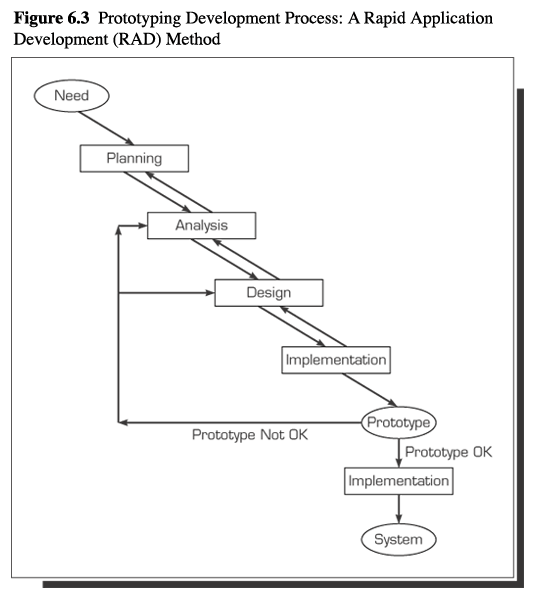 Figure 6.3 Prototyping Development Process: A Rapid Application
Development (RAD) Method
Need
Planning
Analysis
Design
Implementation
Prototype
Prototype Not OK
Prototype OK
Implementation
System